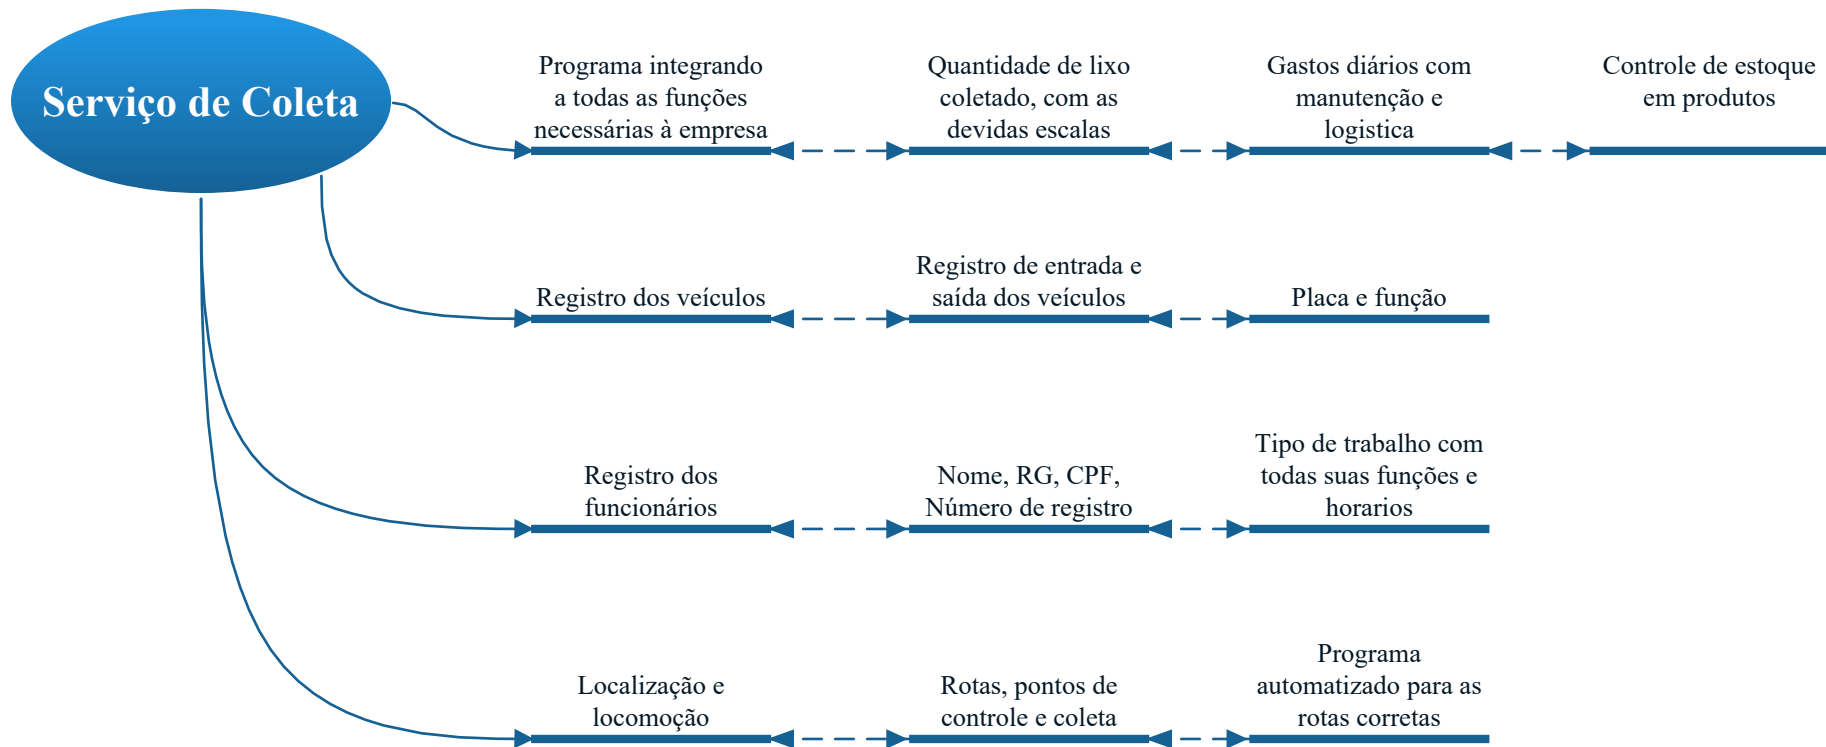 Serviço de Coleta
Programa integrando
a todas as funções
necessárias à empresa
Quantidade de lixo
coletado, com as
devidas escalas
Gastos diários com
manutenção e
logistica
Controle de estoque
em produtos
Registro dos veículos
Registro de entrada e
saída dos veículos
Placa e função
Registro dos
funcionários
Nome, RG, CPF,
Número de registro
Tipo de trabalho com
todas suas funções e
horarios
Localização e
locomoção
Rotas, pontos de
controle e coleta
Programa
automatizado para as
rotas corretas